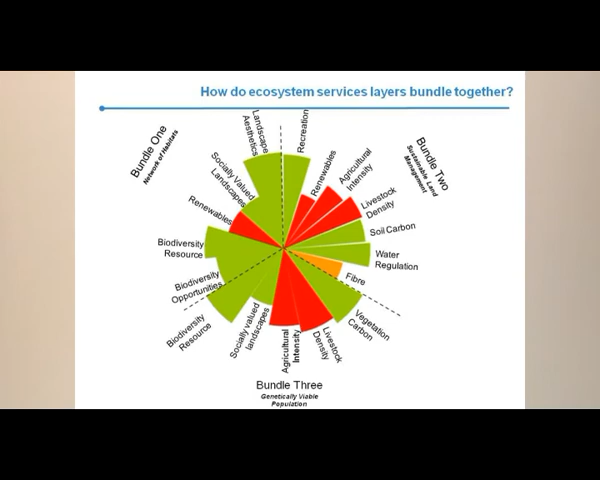 How do ecosystem services layers bundle together?
Bundle One
Network of Habitats
Landscape
Aesthetics
Recreation
Renewables
Agricultural
Intensity
Bundle Two
Sustainable Land
Management
Livestock
Density
Soil Carbon
Water
Regulation
Fibre
Vegetation
Carbon
Socially Valued
Landscapes
Renewables
Biodiversity
Resource
Biodiversity
Opportunities
Biodiversity
Resource
Socially valued
landscapes
Agricultural
Intensity
Livestock
Density
Bundle Three
Genetically Viable
Population